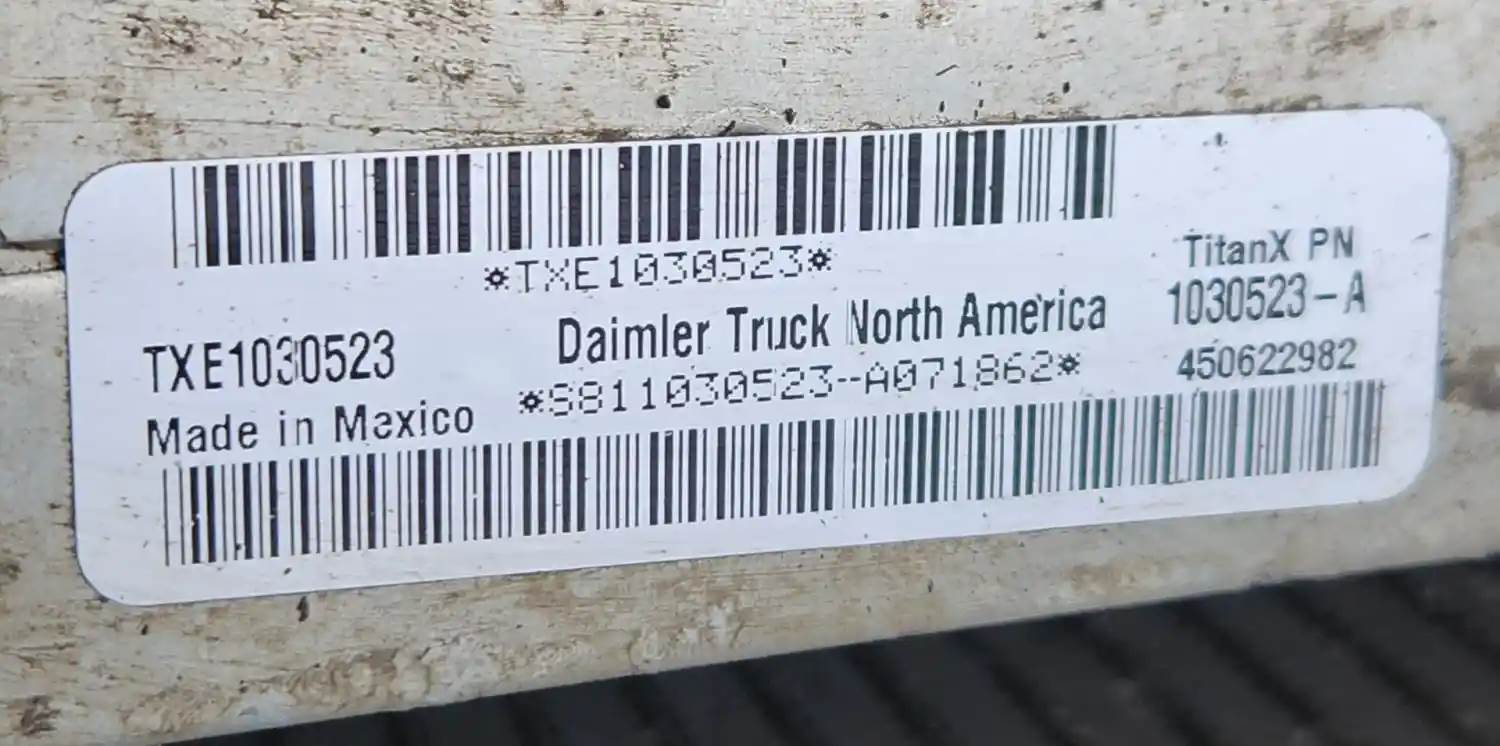 *TXE1030523*
TitanX PN
TXE1030523
Daimler Truck North America
1030523-A
*S811030523-A071862*
450622982
Made in Mexico